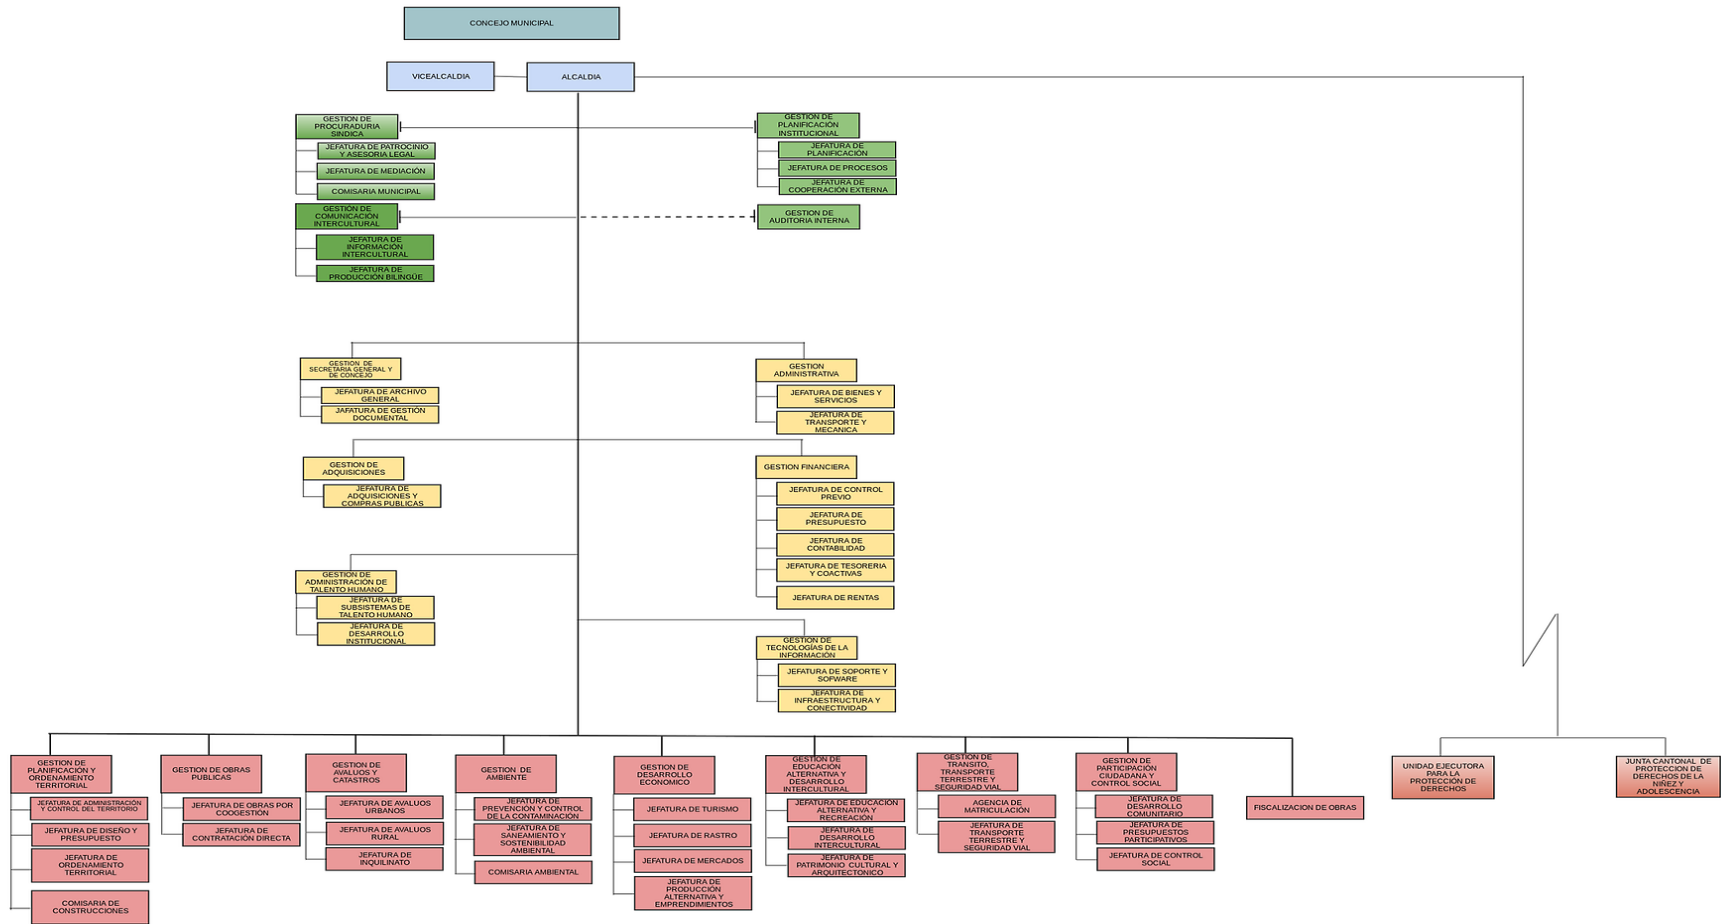 CONCEJO MUNICIPAL
VICEALCALDIA
ALCALDIA
GESTION DE
PROCURADURIA
SINDICA
JEFATURA DE PATROCINIO
Y ASESORIA LEGAL
JEFATURA DE MEDIACIÓN
COMISARIA MUNICIPAL
GESTIÓN DE
COMUNICACIÓN
INTERCULTURAL
JEFATURA DE
INFORMACIÓN
INTERCULTURAL
JEFATURA DE
PRODUCCIÓN BILINGÜE
GESTION DE
PLANIFICACIÓN
INSTITUCIONAL
JEFATURA DE
PLANIFICACIÓN
JEFATURA DE PROCESOS
JEFATURA DE
COOPERACIÓN EXTERNA
GESTION DE
AUDITORIA INTERNA
GESTION DE
SECRETARIA GENERAL Y
DE CONCEJO
JEFATURA DE ARCHIVO
GENERAL
JAFATURA DE GESTIÓN
DOCUMENTAL
GESTION
ADMINISTRATIVA
JEFATURA DE BIENES Y
SERVICIOS
JEFATURA DE
TRANSPORTE Y
MECANICA
GESTION DE
ADQUISICIONES
JEFATURA DE
ADQUISICIONES Y
COMPRAS PUBLICAS
GESTION FINANCIERA
JEFATURA DE CONTROL
PREVIO
JEFATURA DE
PRESUPUESTO
JEFATURA DE
CONTABILIDAD
JEFATURA DE TESORERIA
Y COACTIVAS
JEFATURA DE RENTAS
GESTION DE
ADMINISTRACIÓN DE
TALENTO HUMANO
JEFATURA DE
SUBSISTEMAS DE
TALENTO HUMANO
JEFATURA DE
DESARROLLO
INSTITUCIONAL
GESTION DE
TECNOLOGÍAS DE LA
INFORMACIÓN
JEFATURA DE SOPORTE Y
SOFWARE
JEFATURA DE
INFRAESTRUCTURA Y
CONECTIVIDAD
GESTION DE
PLANIFICACIÓN Y
ORDENAMIENTO
TERRITORIAL
JEFATURA DE ADMINISTRACIÓN
Y CONTROL DEL TERRITORIO
JEFATURA DE DISEÑO Y
PRESUPUESTO
JEFATURA DE
ORDENAMIENTO
TERRITORIAL
COMISARIA DE
CONSTRUCCIONES
GESTION DE OBRAS
PUBLICAS
JEFATURA DE OBRAS POR
COOGESTIÓN
JEFATURA DE
CONTRATACIÓN DIRECTA
GESTION DE
AVALUOS Y
CATASTROS
JEFATURA DE AVALUOS
URBANOS
JEFATURA DE AVALUOS
RURAL
JEFATURA DE
INQUILINATO
GESTION DE
AMBIENTE
JEFATURA DE
PREVENCIÓN Y CONTROL
DE LA CONTAMINACIÓN
JEFATURA DE
SANEAMIENTO Y
SOSTENIBILIDAD
AMBIENTAL
COMISARIA AMBIENTAL
GESTION DE
DESARROLLO
ECONOMICO
JEFATURA DE TURISMO
JEFATURA DE RASTRO
JEFATURA DE MERCADOS
JEFATURA DE
PRODUCCIÓN
ALTERNATIVA Y
EMPRENDIMIENTOS
GESTION DE
EDUCACIÓN
ALTERNATIVA Y
DESARROLLO
INTERCULTURAL
JEFATURA DE EDUCACIÓN
ALTERNATIVA Y
RECREACIÓN
JEFATURA DE
DESARROLLO
INTERCULTURAL
JEFATURA DE
PATRIMONIO CULTURAL Y
ARQUITECTONICO
GESTION DE
TRANSITO,
TRANSPORTE
TERRESTRE Y
SEGURIDAD VIAL
AGENCIA DE
MATRICULACIÓN
JEFATURA DE
TRANSPORTE
TERRESTRE Y
SEGURIDAD VIAL
GESTION DE
PARTICIPACIÓN
CIUDADANA Y
CONTROL SOCIAL
JEFATURA DE
DESARROLLO
COMUNITARIO
JEFATURA DE
PRESUPUESTOS
PARTICIPATIVOS
JEFATURA DE CONTROL
SOCIAL
FISCALIZACION DE OBRAS
UNIDAD EJECUTORA
PARA LA
PROTECCIÓN DE
DERECHOS
JUNTA CANTONAL DE
PROTECCION DE
DERECHOS DE LA
NIÑEZ Y
ADOLESCENCIA